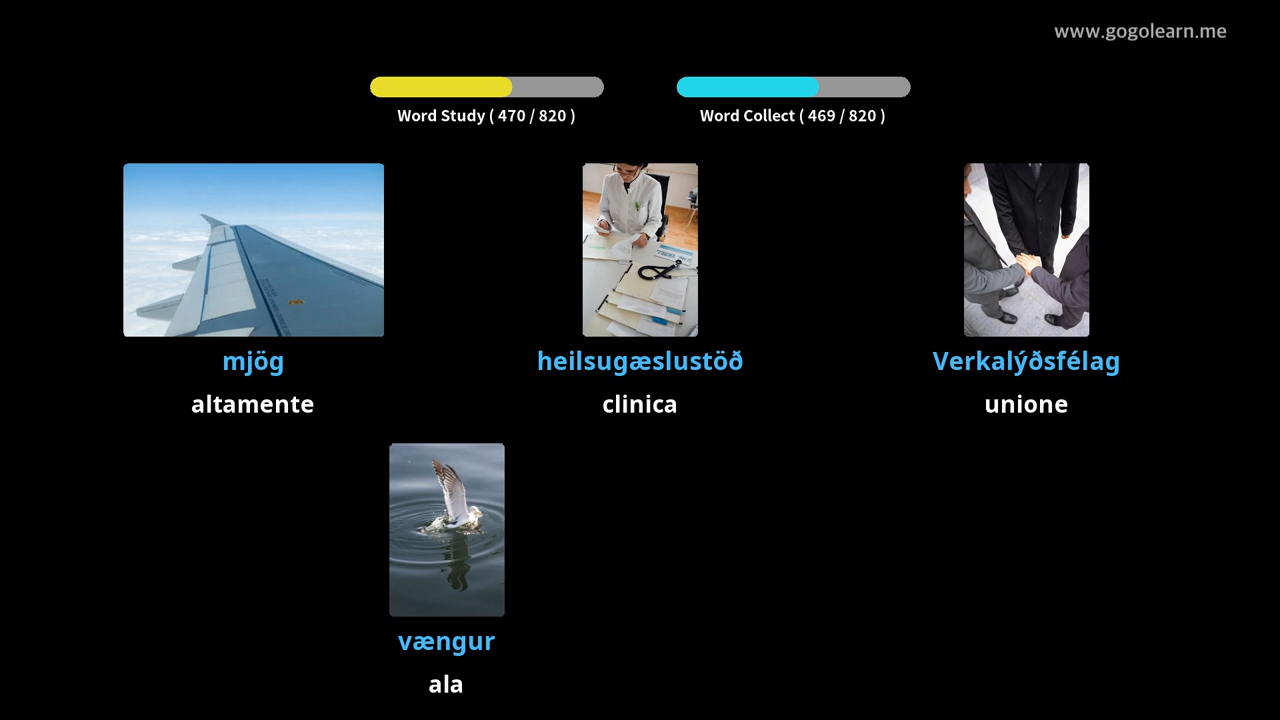 www.gogolearn.me
Word Study ( 470 / 820 )
Word Collect ( 469 / 820 )
mjög
heilsugæslustöð
Verkalýðsfélag
altamente
clinica
unione
vængur
ala